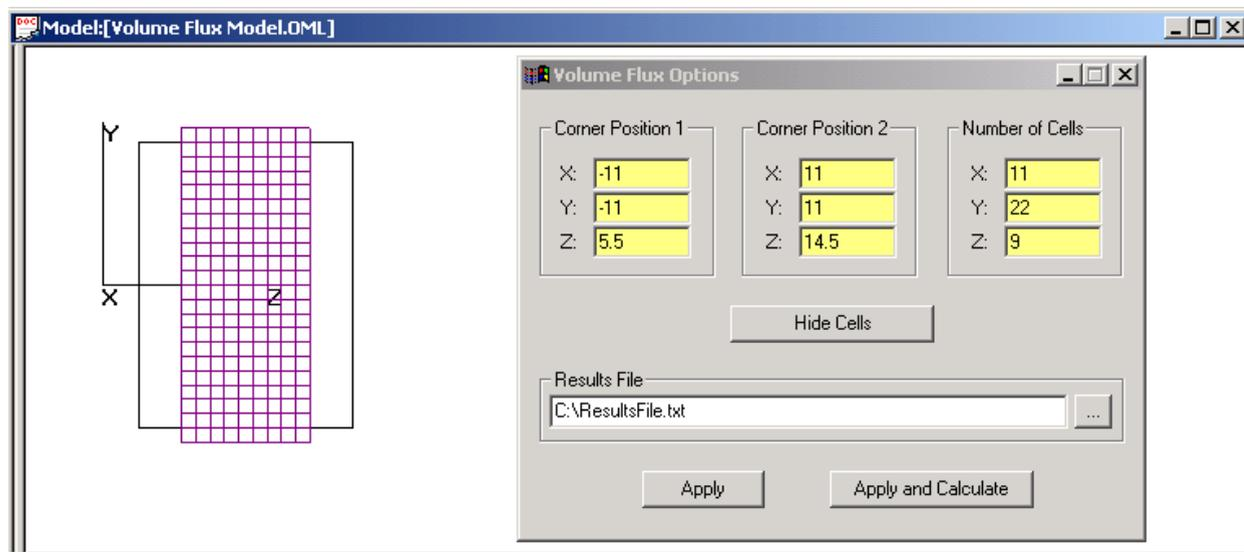 DOC
Model:[Volume Flux Model.OML]
Y
X
Z
Volume Flux Options
Corner Position 1
X: -11
Y: -11
Z: 5.5
Corner Position 2
X: 11
Y: 11
Z: 14.5
Number of Cells
X: 11
Y: 22
Z: 9
Hide Cells
Results File
C:\ResultsFile.txt
...
Apply
Apply and Calculate